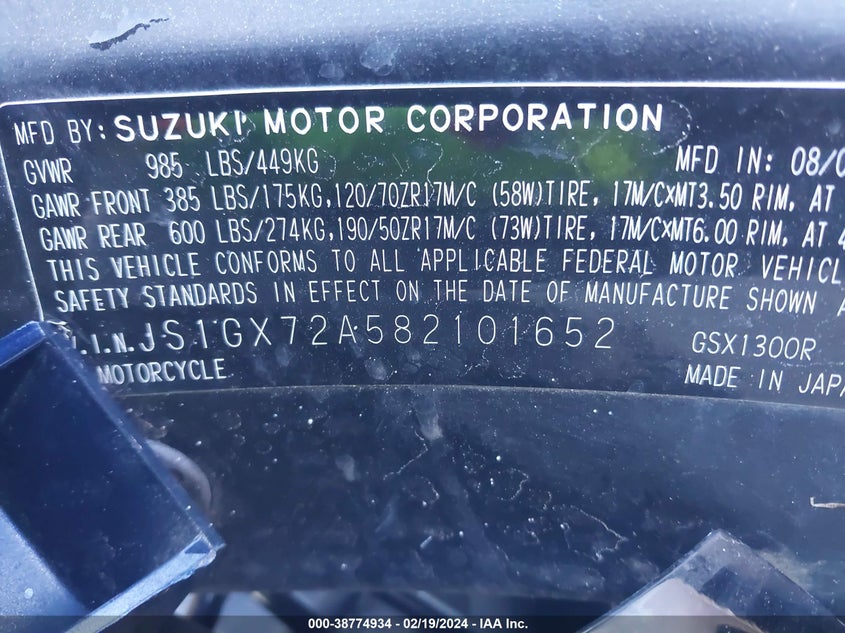 MFD BY: SUZUKI MOTOR CORPORATION
GVWR 985 LBS/449KG MFD IN: 08/0
GAWR FRONT 385 LBS/175KG,120/70ZR17M/C (58W)TIRE, 17M/C×MT3.50 RIM, AT
GAWR REAR 600 LBS/274KG,190/50ZR17M/C (73W)TIRE, 17M/C×MT6.00 RIM, AT 4
THIS VEHICLE CONFORMS TO ALL APPLICABLE FEDERAL MOTOR VEHICL
SAFETY STANDARDS IN EFFECT ON THE DATE OF MANUFACTURE SHOWN A
.I.N. JS1GX72A582101652 GSX1300R
MOTORCYCLE MADE IN JAPA
000-38774934 - 02/19/2024 - IAA Inc.